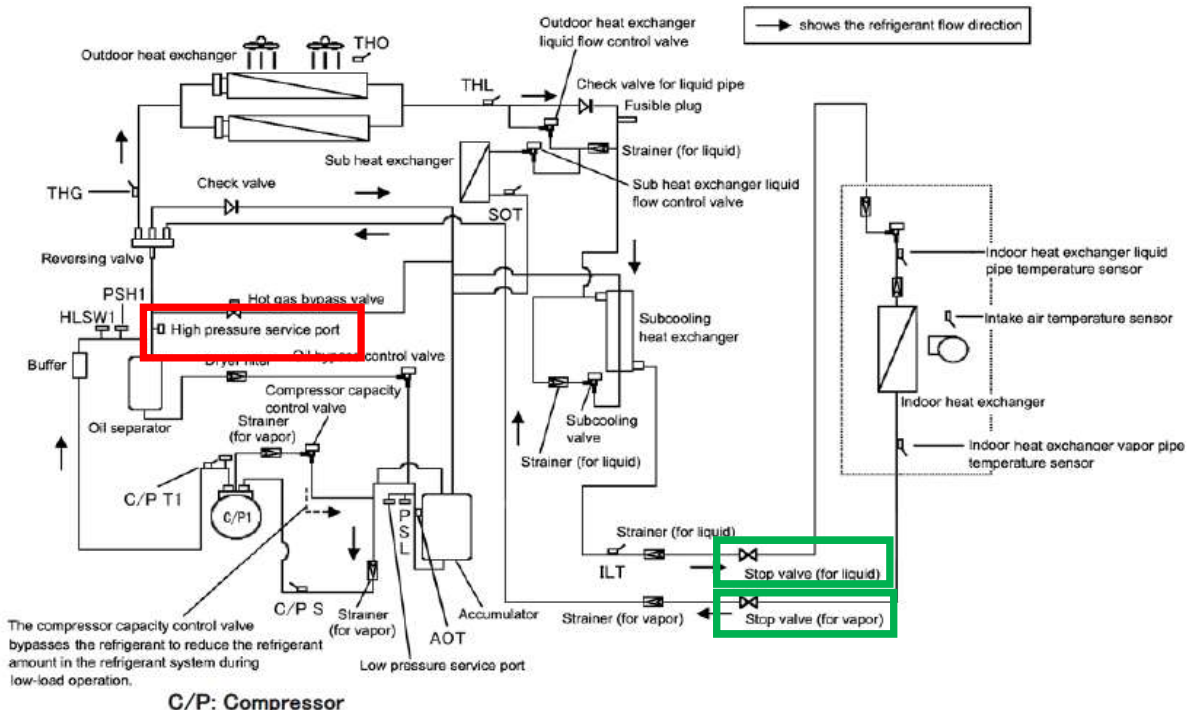 Outdoor heat exchanger
liquid flow control valve
shows the refrigerant flow direction
Outdoor heat exchanger
THO
THL
Check valve for liquid pipe
Fusible plug
Strainer (for liquid)
Sub heat exchanger
Sub heat exchanger liquid
flow control valve
THG
Check valve
SOT
Reversing valve
Indoor heat exchanger liquid
pipe temperature sensor
PSH1
HLSW1
Hot gas bypass valve
High pressure service port
Subcooling
heat exchanger
Intake air temperature sensor
Buffer
Dryer filter
Oil bypass control valve
Compressor capacity
control valve
Indoor heat exchanger
Oil separator
Strainer
(for vapor)
Subcooling
valve
Strainer (for liquid)
Indoor heat exchanger vapor pipe
temperature sensor
C/P T1
C/P1
PSL
Strainer (for liquid)
ILT
Stop valve (for liquid)
C/P S
Strainer
(for vapor)
Accumulator
Strainer (for vapor)
Stop valve (for vapor)
AOT
Low pressure service port
The compressor capacity control valve
bypasses the refrigerant to reduce the refrigerant
amount in the refrigerant system during
low-load operation.
C/P: Compressor